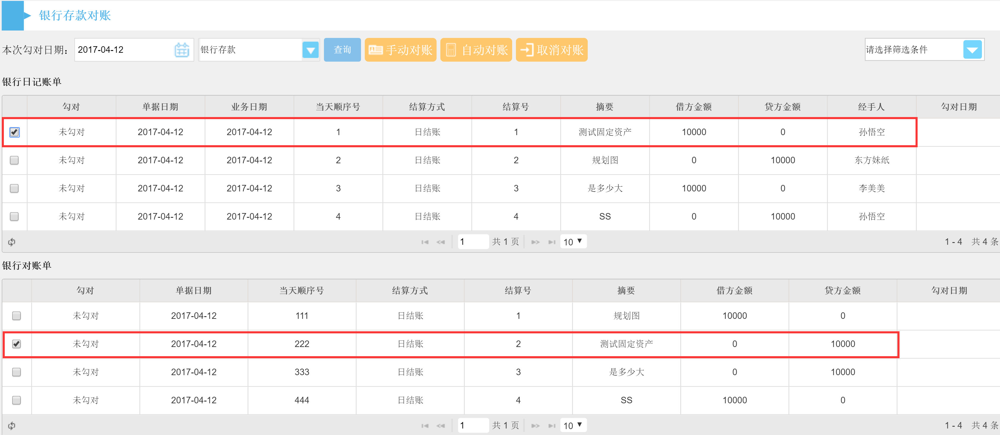 银行存款对账
本次勾对日期： 2017-04-12 银行存款 查询 手动对账 自动对账 取消对账 请选择筛选条件
银行日记账单
勾对 单据日期 业务日期 当天顺序号 结算方式 结算号 摘要 借方金额 贷方金额 经手人 勾对日期
未勾对 2017-04-12 2017-04-12 1 日结账 1 测试固定资产 10000 0 孙悟空
未勾对 2017-04-12 2017-04-12 2 日结账 2 规划图 0 10000 东方妹纸
未勾对 2017-04-12 2017-04-12 3 日结账 3 是多少大 10000 0 李美美
未勾对 2017-04-12 2017-04-12 4 日结账 4 SS 0 10000 孙悟空
1 共 1 页 10 1 - 4 共 4 条
银行对账单
勾对 单据日期 当天顺序号 结算方式 结算号 摘要 借方金额 贷方金额 勾对日期
未勾对 2017-04-12 111 日结账 1 规划图 10000 0
未勾对 2017-04-12 222 日结账 2 测试固定资产 0 10000
未勾对 2017-04-12 333 日结账 3 是多少大 0 10000
未勾对 2017-04-12 444 日结账 4 SS 10000 0
1 共 1 页 10 1 - 4 共 4 条